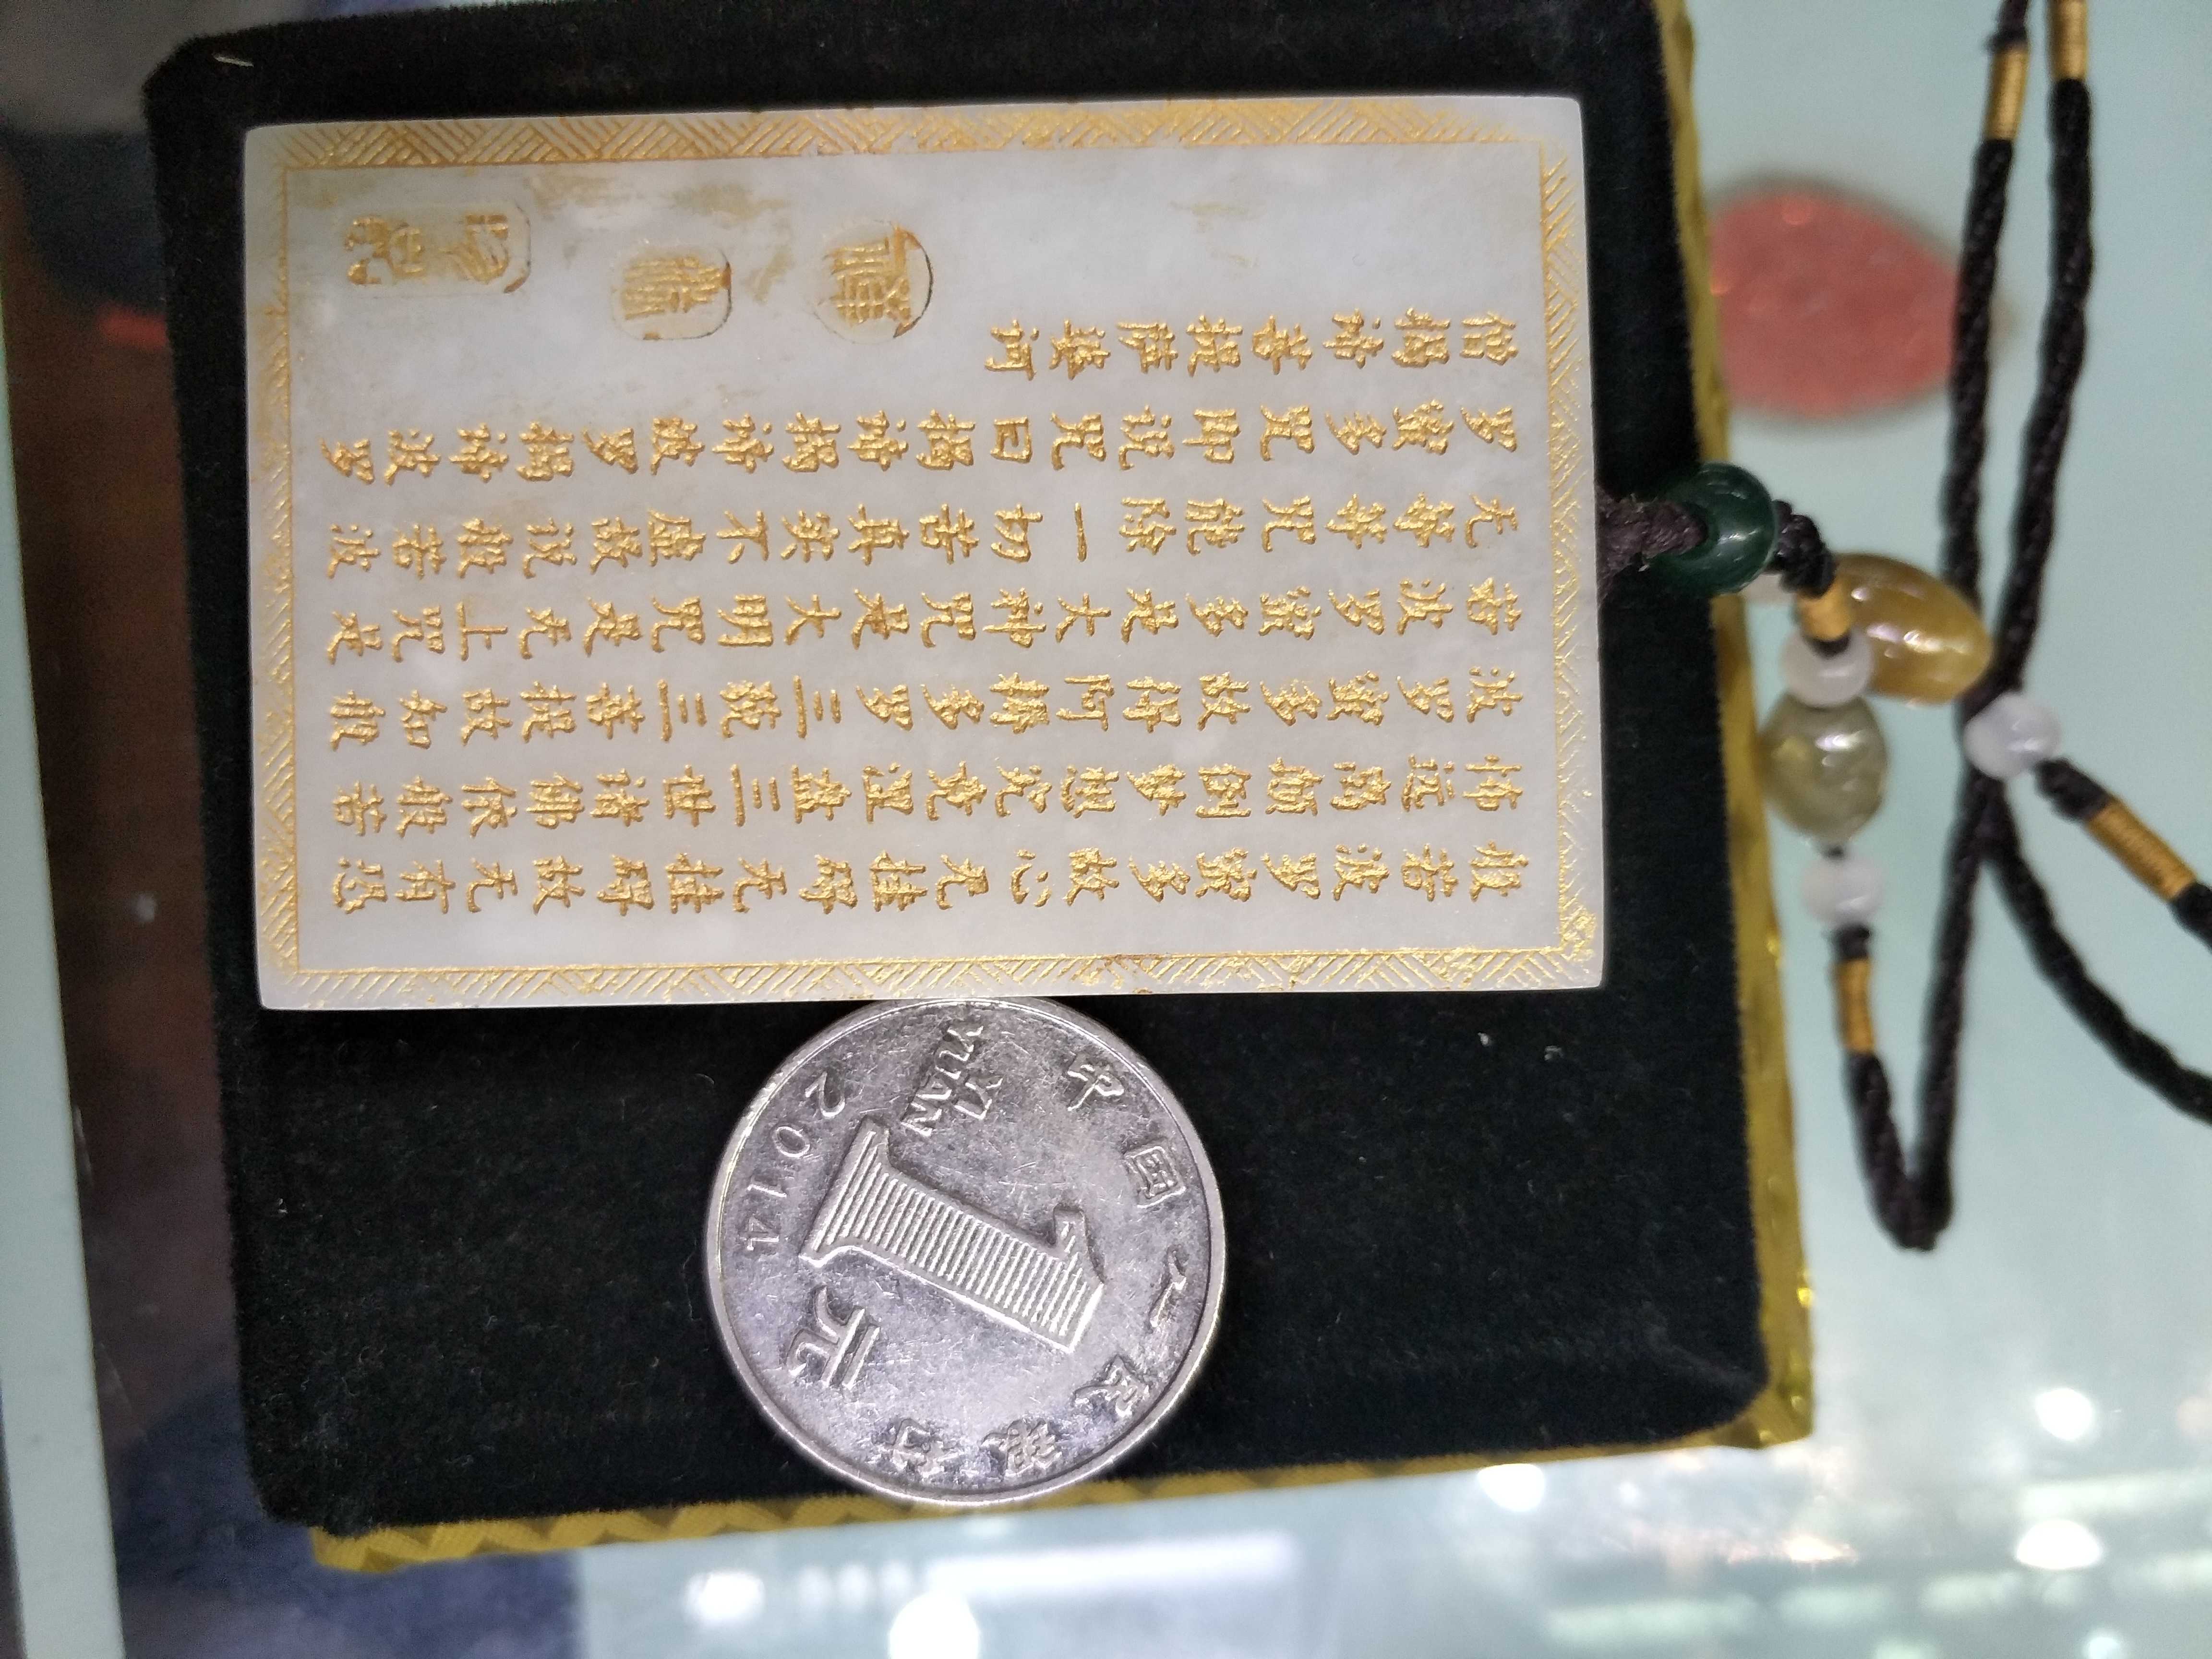 般若波罗蜜多故心无挂碍无挂碍故无有恐
怖远离颠倒梦想究竟涅盘三世诸佛依般若
波罗蜜多故得阿耨多罗三藐三菩提故知般
若波罗蜜多是大神咒是大明咒是无上咒是
无等等咒能除一切苦真实不虚故说般若波
罗蜜多咒即说咒曰揭谛揭谛波罗揭谛波罗
僧揭谛菩提萨婆诃
中国人民银行
1元
YI
YUAN
2014